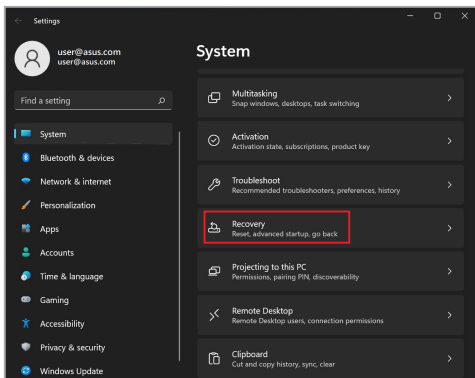 Settings
user@asus.com
user@asus.com
Find a setting
System
Bluetooth & devices
Network & internet
Personalization
Apps
Accounts
Time & language
Gaming
Accessibility
Privacy & security
Windows Update
System
Multitasking
Snap windows, desktops, task switching
Activation
Activation state, subscriptions, product key
Troubleshoot
Recommended troubleshooters, preferences, history
Recovery
Reset, advanced startup, go back
Projecting to this PC
Permissions, pairing PIN, discoverability
Remote Desktop
Remote Desktop users, connection permissions
Clipboard
Cut and copy history, sync, clear